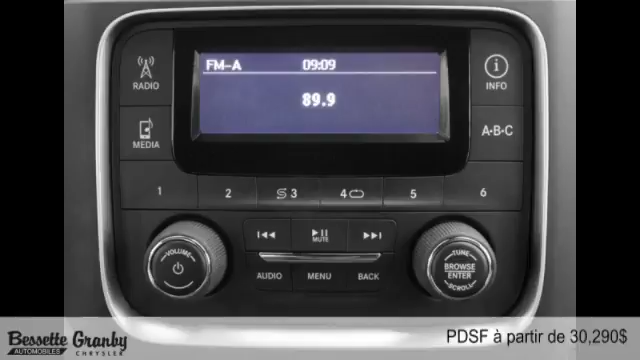 FM-A 09:09
89.9
RADIO
MEDIA
INFO
A-B-C
1 2 3 4 5 6
VOLUME
MUTE
AUDIO MENU BACK
TUNE
BROWSE
ENTER
SCROLL
Bessette Granby
AUTOMOBILES CHRYSLER
PDSF à partir de 30,290$